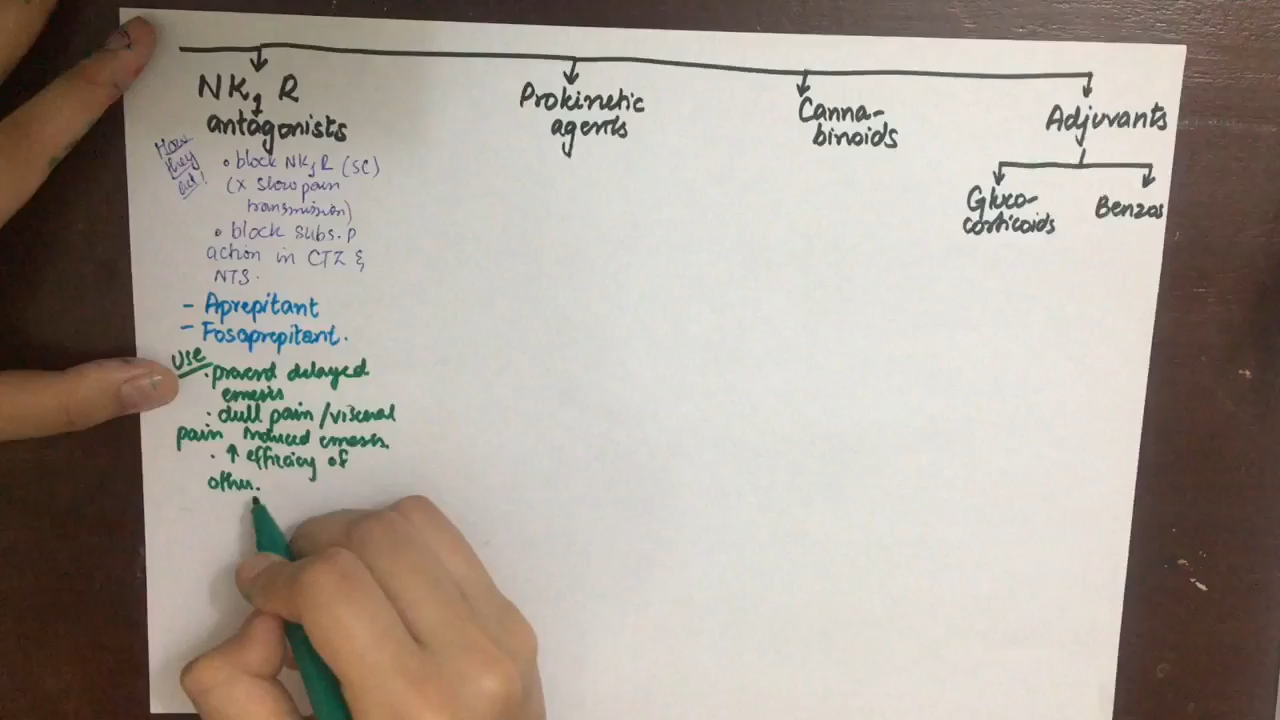 NK1 R
antagonists
Prokinetic
agents
Canna-
binoids
Adjuvants
Gluco-
corticoids
Benzos
How
they
act!
• block NK1R (SC)
(x slow pain
transmission)
• block subs. P
action in CTZ &
NTS.
- Aprepitant
- Fosaprepitant.
Use
• prevent delayed
emesis
• dull pain / visceral
pain induced emesis.
• ↑ efficacy of
other.